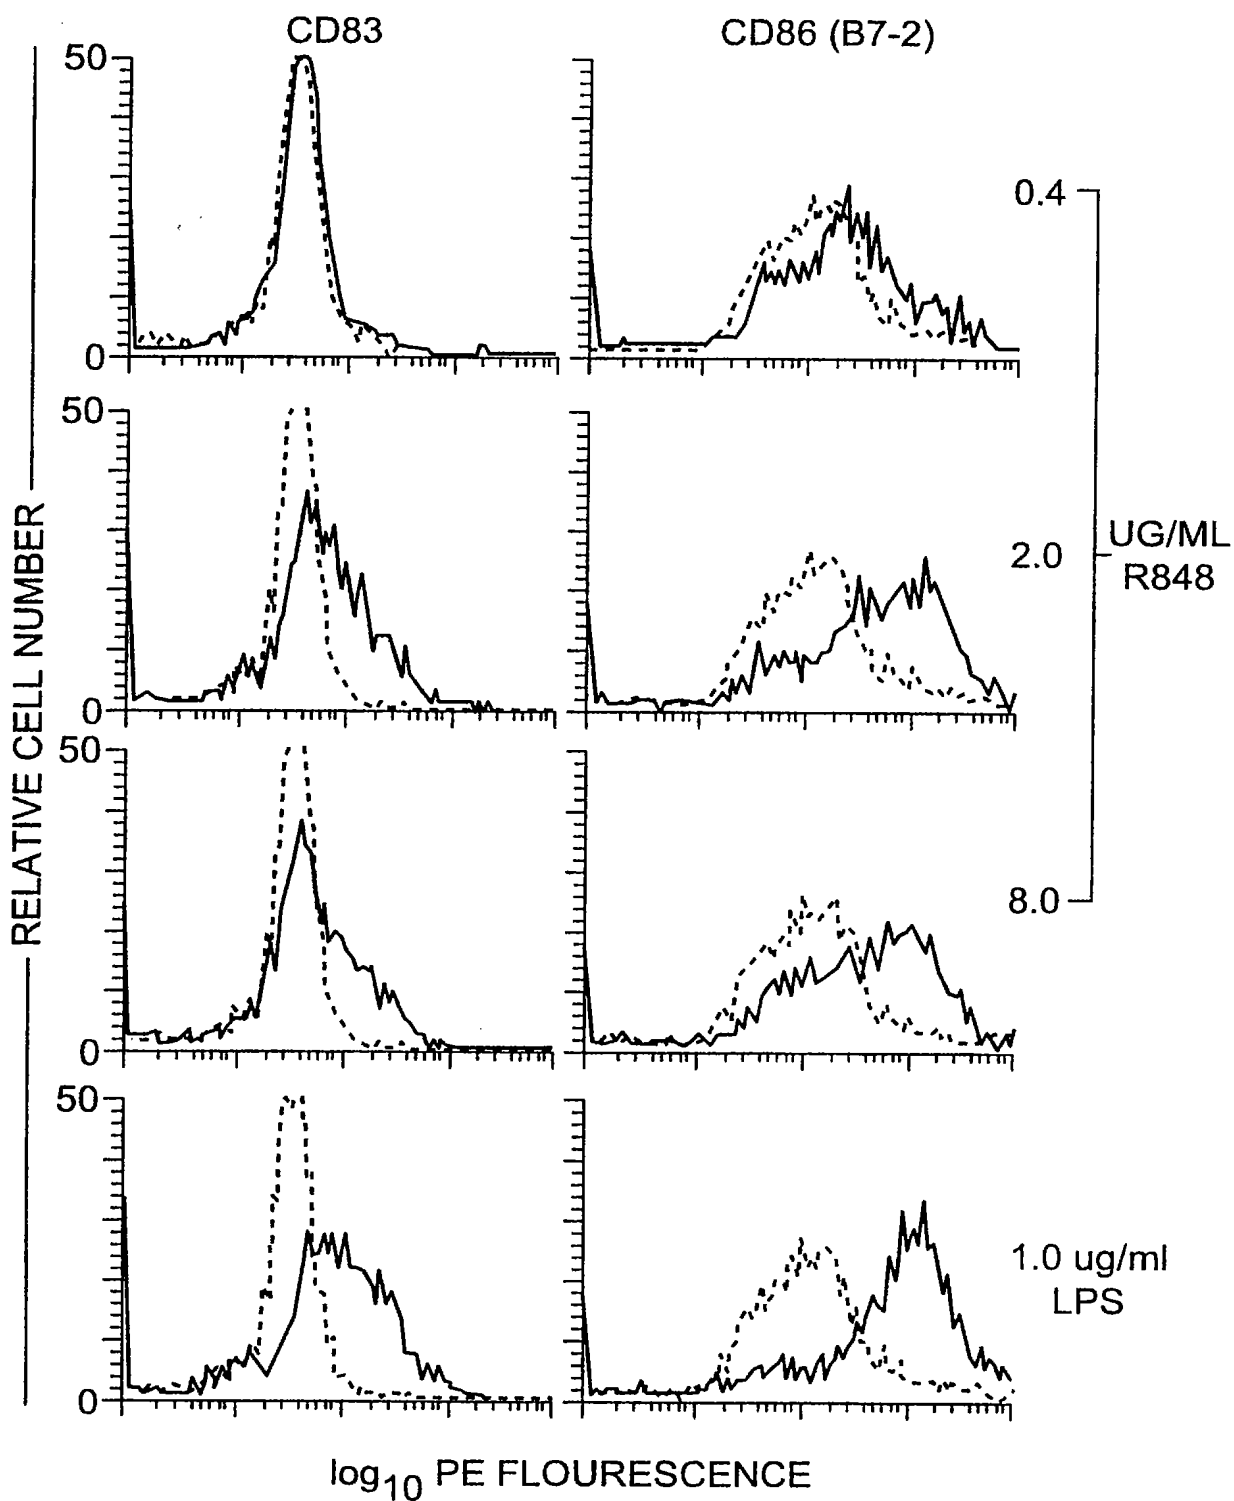 CD83
CD86 (B7-2)
50
0
0.4
50
0
2.0
UG/ML
R848
50
0
8.0
50
0
1.0 ug/ml
LPS
RELATIVE CELL NUMBER
log10 PE FLOURESCENCE